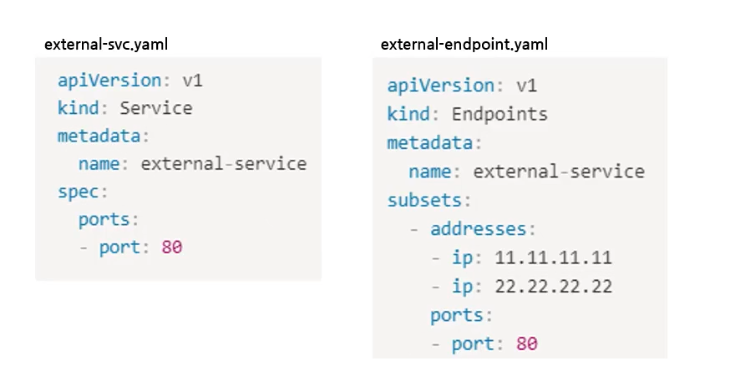 external-svc.yaml
apiVersion: v1
kind: Service
metadata:
  name: external-service
spec:
  ports:
  - port: 80
external-endpoint.yaml
apiVersion: v1
kind: Endpoints
metadata:
  name: external-service
subsets:
  - addresses:
    - ip: 11.11.11.11
    - ip: 22.22.22.22
    ports:
    - port: 80